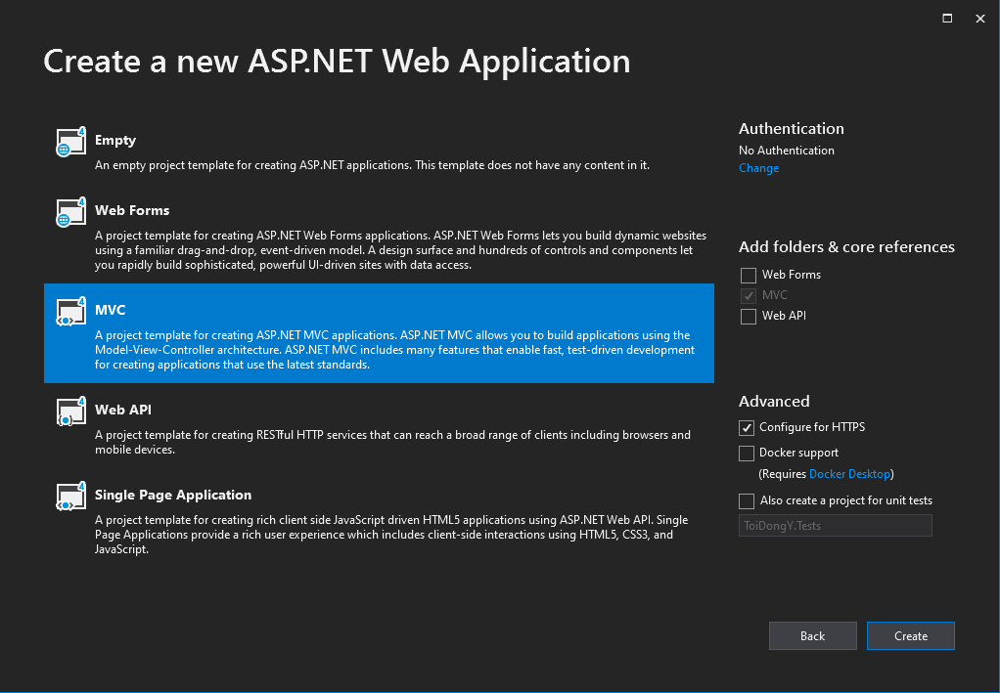 Create a new ASP.NET Web Application
4
Empty
An empty project template for creating ASP.NET applications. This template does not have any content in it.
4
Web Forms
A project template for creating ASP.NET Web Forms applications. ASP.NET Web Forms lets you build dynamic websites
using a familiar drag-and-drop, event-driven model. A design surface and hundreds of controls and components let
you rapidly build sophisticated, powerful UI-driven sites with data access.
4
MVC
A project template for creating ASP.NET MVC applications. ASP.NET MVC allows you to build applications using the
Model-View-Controller architecture. ASP.NET MVC includes many features that enable fast, test-driven development
for creating applications that use the latest standards.
4
Web API
A project template for creating RESTful HTTP services that can reach a broad range of clients including browsers and
mobile devices.
4
Single Page Application
A project template for creating rich client side JavaScript driven HTML5 applications using ASP.NET Web API. Single
Page Applications provide a rich user experience which includes client-side interactions using HTML5, CSS3, and
JavaScript.
Authentication
No Authentication
Change
Add folders & core references
Web Forms
MVC
Web API
Advanced
Configure for HTTPS
Docker support
(Requires Docker Desktop)
Also create a project for unit tests
ToiDongY.Tests
Back
Create